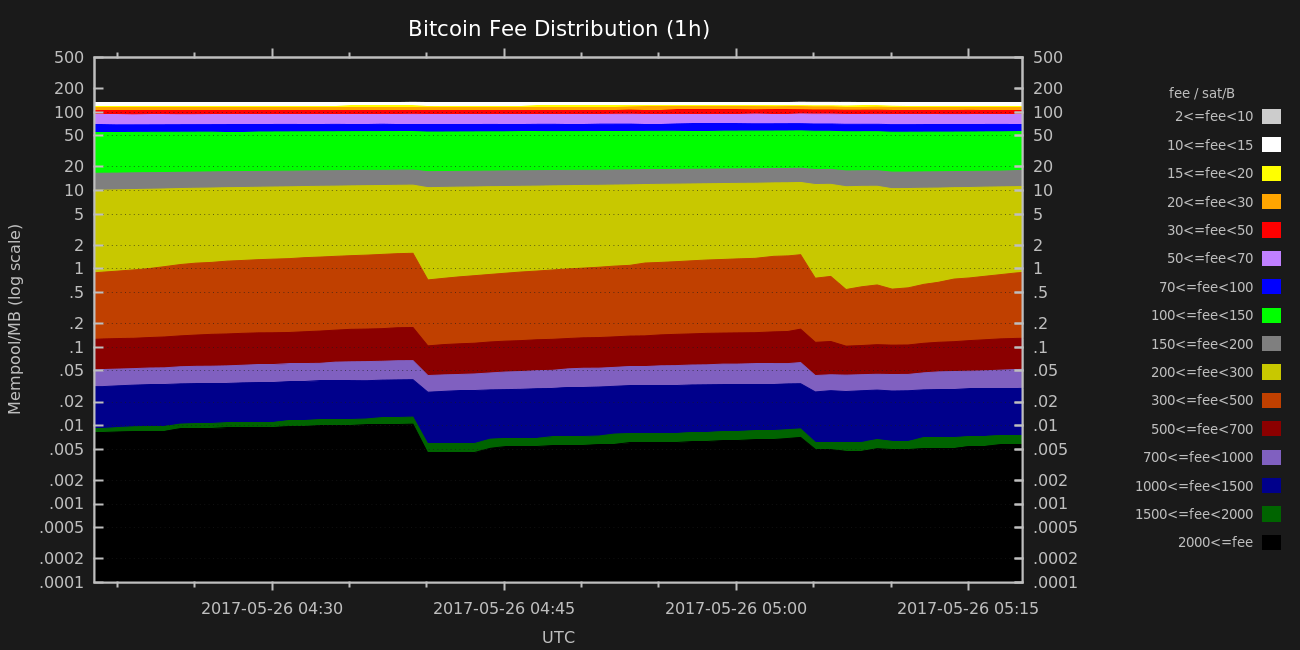 Bitcoin Fee Distribution (1h)
500
200
100
50
20
10
5
2
1
.5
.2
.1
.05
.02
.01
.005
.002
.001
.0005
.0002
.0001
Mempool/MB (log scale)
500
200
100
50
20
10
5
2
1
.5
.2
.1
.05
.02
.01
.005
.002
.001
.0005
.0002
.0001
2017-05-26 04:30
2017-05-26 04:45
2017-05-26 05:00
2017-05-26 05:15
UTC
fee / sat/B
2<=fee<10
10<=fee<15
15<=fee<20
20<=fee<30
30<=fee<50
50<=fee<70
70<=fee<100
100<=fee<150
150<=fee<200
200<=fee<300
300<=fee<500
500<=fee<700
700<=fee<1000
1000<=fee<1500
1500<=fee<2000
2000<=fee